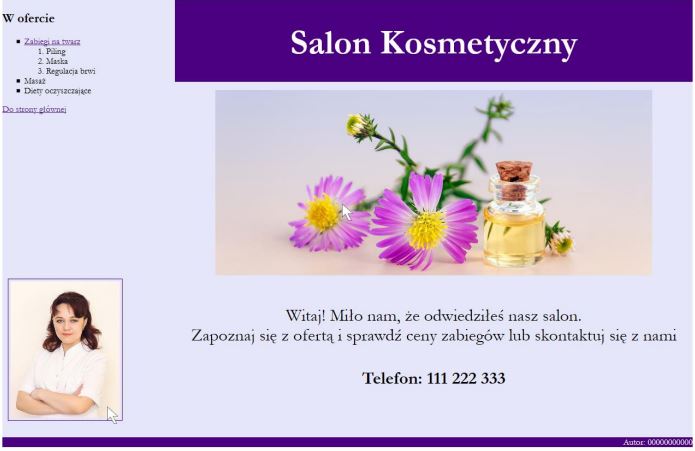 W ofercie
Zabiegi na twarz
1. Piling
2. Maska
3. Regulacja brwi
Masaż
Diety oczyszczające
Do strony głównej
Salon Kosmetyczny
Witaj! Miło nam, że odwiedziłeś nasz salon.
Zapoznaj się z ofertą i sprawdź ceny zabiegów lub skontaktuj się z nami
Telefon: 111 222 333
Autor: 00000000000